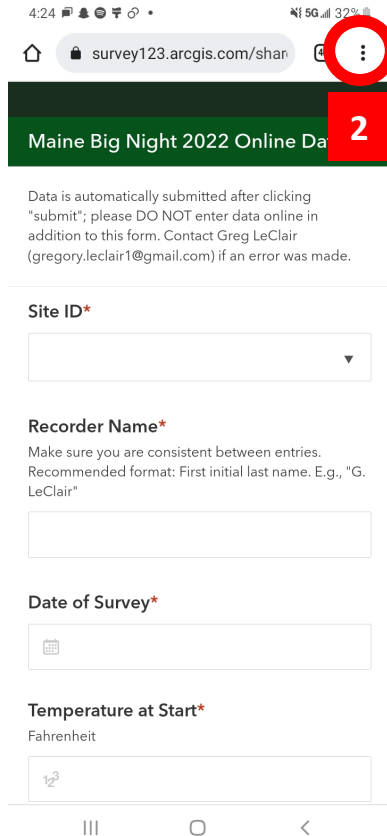 4:24 5G 32%
survey123.arcgis.com/shar
2
Maine Big Night 2022 Online Da
Data is automatically submitted after clicking
"submit"; please DO NOT enter data online in
addition to this form. Contact Greg LeClair
(gregory.leclair1@gmail.com) if an error was made.
Site ID*
Recorder Name*
Make sure you are consistent between entries.
Recommended format: First initial last name. E.g., "G.
LeClair"
Date of Survey*
Temperature at Start*
Fahrenheit
123